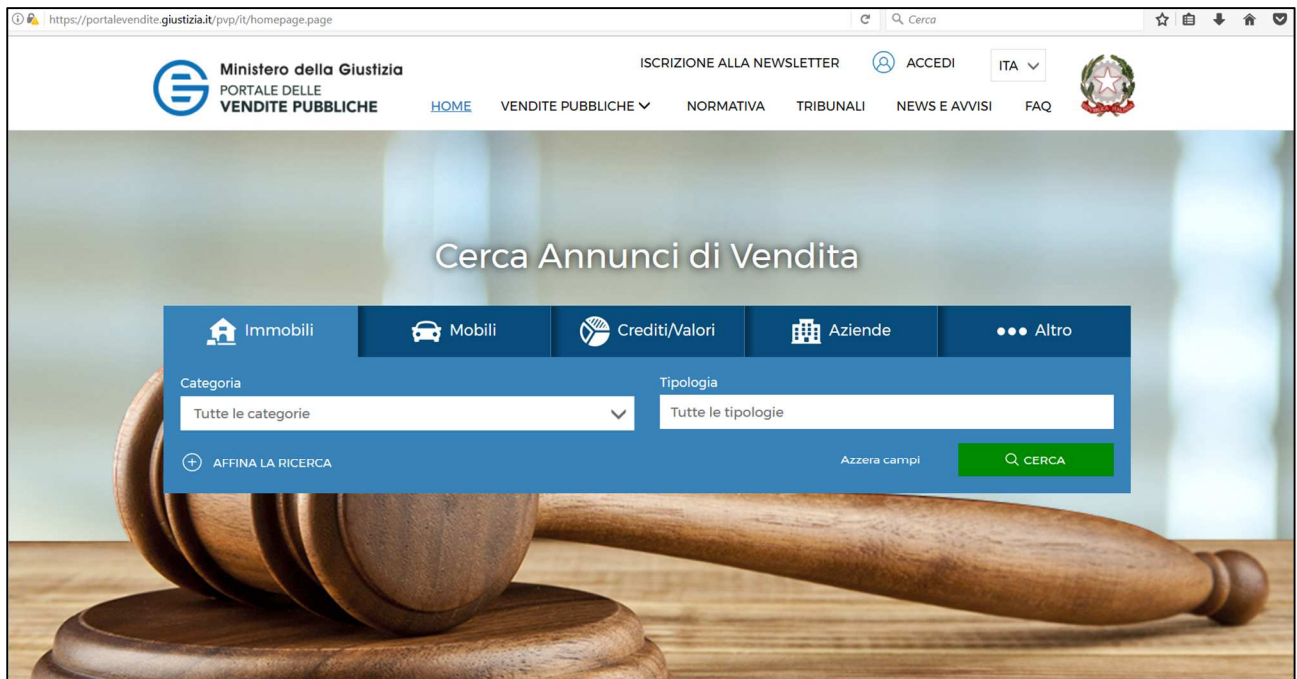 https://portalevendite.giustizia.it/pvp/it/homepage.page
Cerca
Ministero della Giustizia
PORTALE DELLE
VENDITE PUBBLICHE
ISCRIZIONE ALLA NEWSLETTER
ACCEDI
ITA
HOME
VENDITE PUBBLICHE
NORMATIVA
TRIBUNALI
NEWS E AVVISI
FAQ
Cerca Annunci di Vendita
Immobili
Mobili
Crediti/Valori
Aziende
Altro
Categoria
Tipologia
Tutte le categorie
Tutte le tipologie
AFFINA LA RICERCA
Azzera campi
CERCA